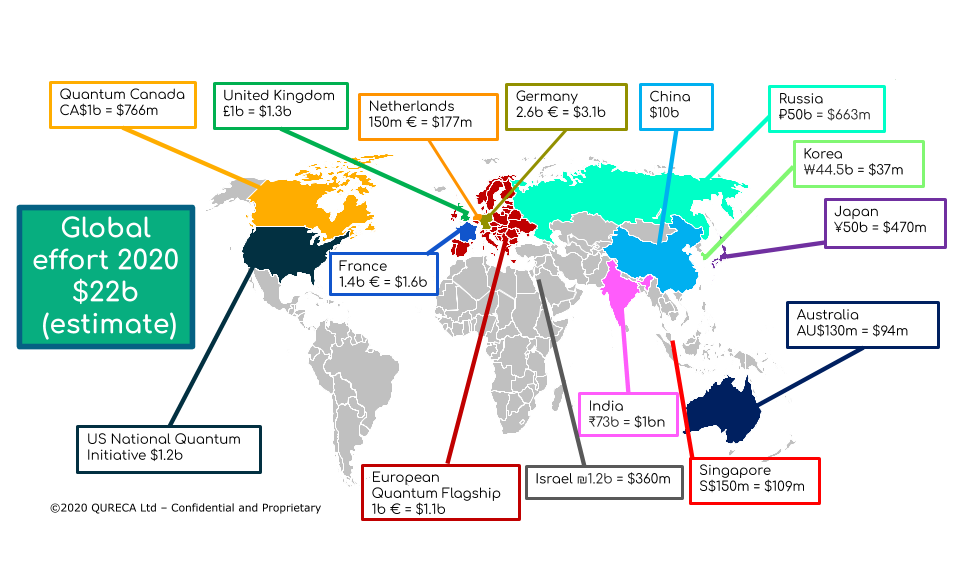 Quantum Canada
CA$1b = $766m
United Kingdom
£1b = $1.3b
Netherlands
150m € = $177m
Germany
2.6b € = $3.1b
China
$10b
Russia
₽50b = $663m
Korea
₩44.5b = $37m
Japan
¥50b = $470m
Global
effort 2020
$22b
(estimate)
France
1.4b € = $1.6b
Australia
AU$130m = $94m
India
₹73b = $1bn
US National Quantum
Initiative $1.2b
European
Quantum Flagship
1b € = $1.1b
Israel ₪1.2b = $360m
Singapore
S$150m = $109m
©2020 QURECA Ltd – Confidential and Proprietary